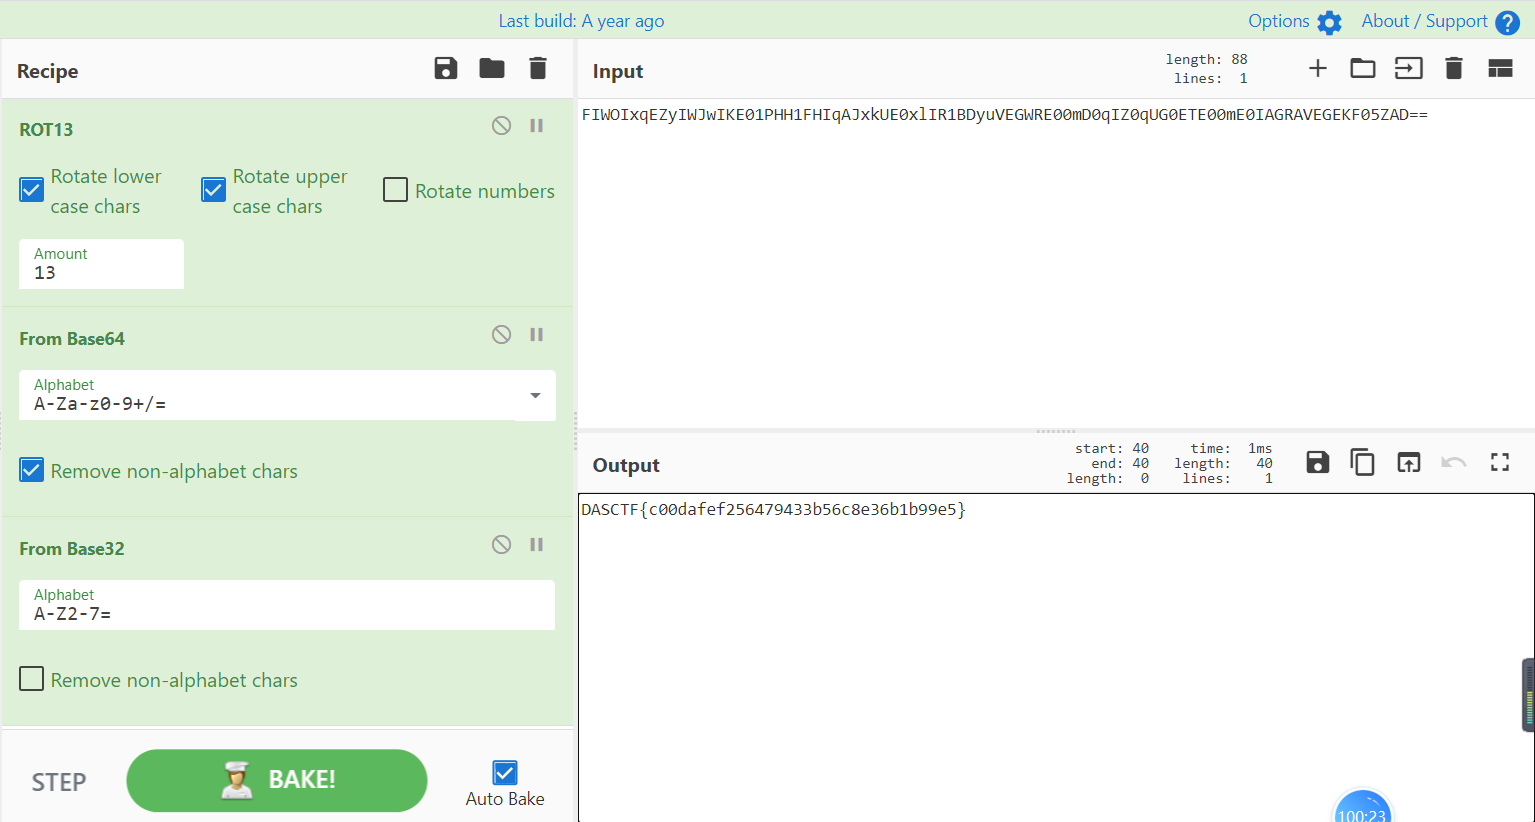 Last build: A year ago
Options
About / Support
?
Recipe
ROT13
Rotate lower
case chars
Rotate upper
case chars
Rotate numbers
Amount
13
From Base64
Alphabet
A-Za-z0-9+/=
Remove non-alphabet chars
From Base32
Alphabet
A-Z2-7=
Remove non-alphabet chars
STEP
BAKE!
Auto Bake
Input
length: 88
lines: 1
FIWOIxqEZyIWJwIKE01PHH1FHIqAJxkUE0xlIR1BDyuVEGWRE00mD0qIZ0qUG0ETE00mE0IAGRAVEGEKF05ZAD==
Output
start: 40 time: 1ms
end: 40 length: 40
length: 0 lines: 1
DASCTF{c00dafef256479433b56c8e36b1b99e5}
100:23